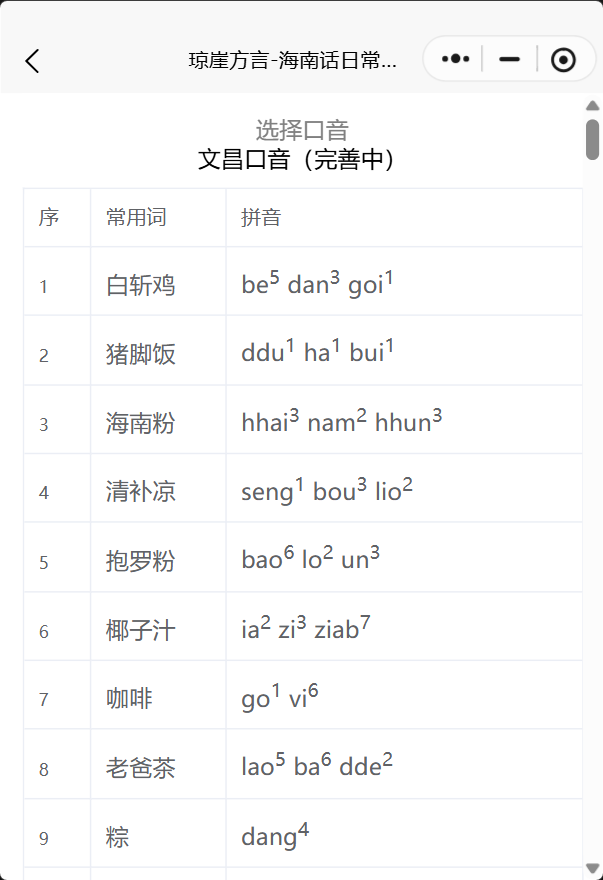 琼崖方言-海南话日常...
选择口音
文昌口音（完善中）
序 常用词 拼音
1 白斩鸡 be⁵ dan³ goi¹
2 猪脚饭 ddu¹ ha¹ bui¹
3 海南粉 hhai³ nam² hhun³
4 清补凉 seng¹ bou³ lio²
5 抱罗粉 bao⁶ lo² un³
6 椰子汁 ia² zi³ ziab⁷
7 咖啡 go¹ vi⁶
8 老爸茶 lao⁵ ba⁶ dde²
9 粽 dang⁴